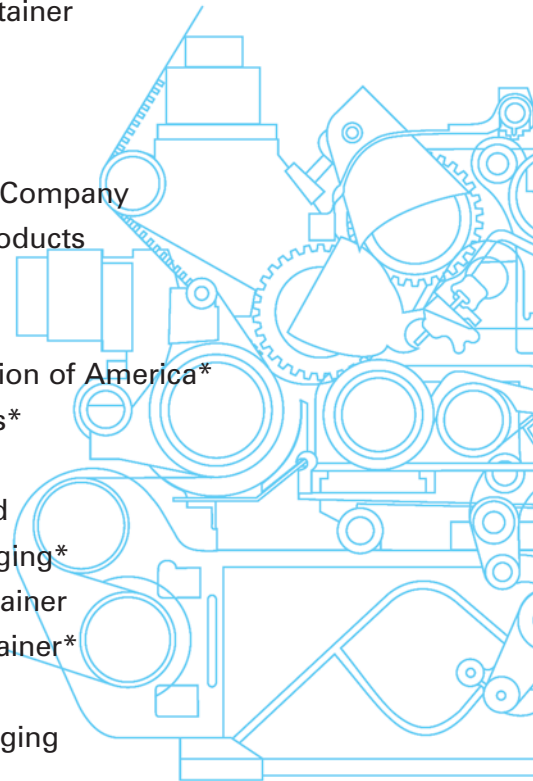 tainer
Company
oducts
ion of America*
s*
d
ging*
ainer
ainer*
ging